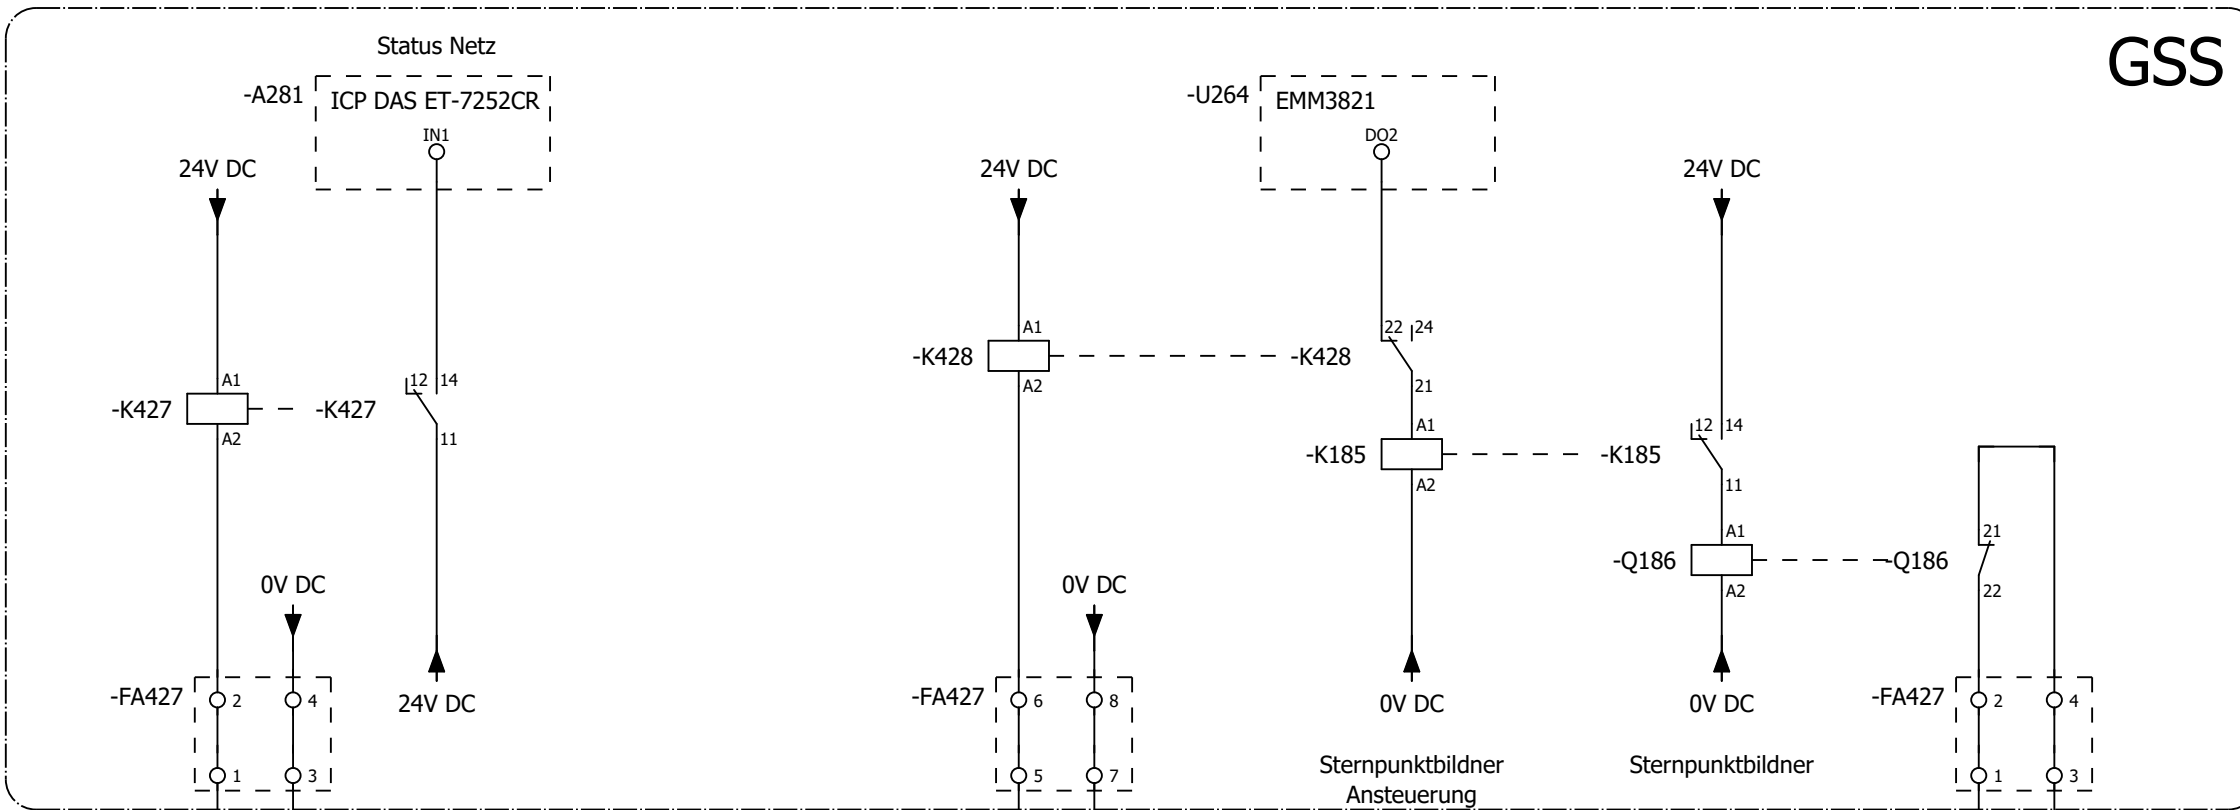 GSS
Status Netz
-A281
ICP DAS ET-7252CR
IN1
-U264
EMM3821
DO2
24V DC
24V DC
24V DC
A1
-K428
A2
-K428
22
24
21
A1
-K427
A2
-K427
12
14
11
A1
-K185
A2
-K185
12
14
11
A1
-Q186
A2
-Q186
21
22
0V DC
0V DC
-FA427
2
4
1
3
24V DC
-FA427
6
8
5
7
0V DC
0V DC
-FA427
2
4
1
3
Sternpunktbildner
Ansteuerung
Sternpunktbildner